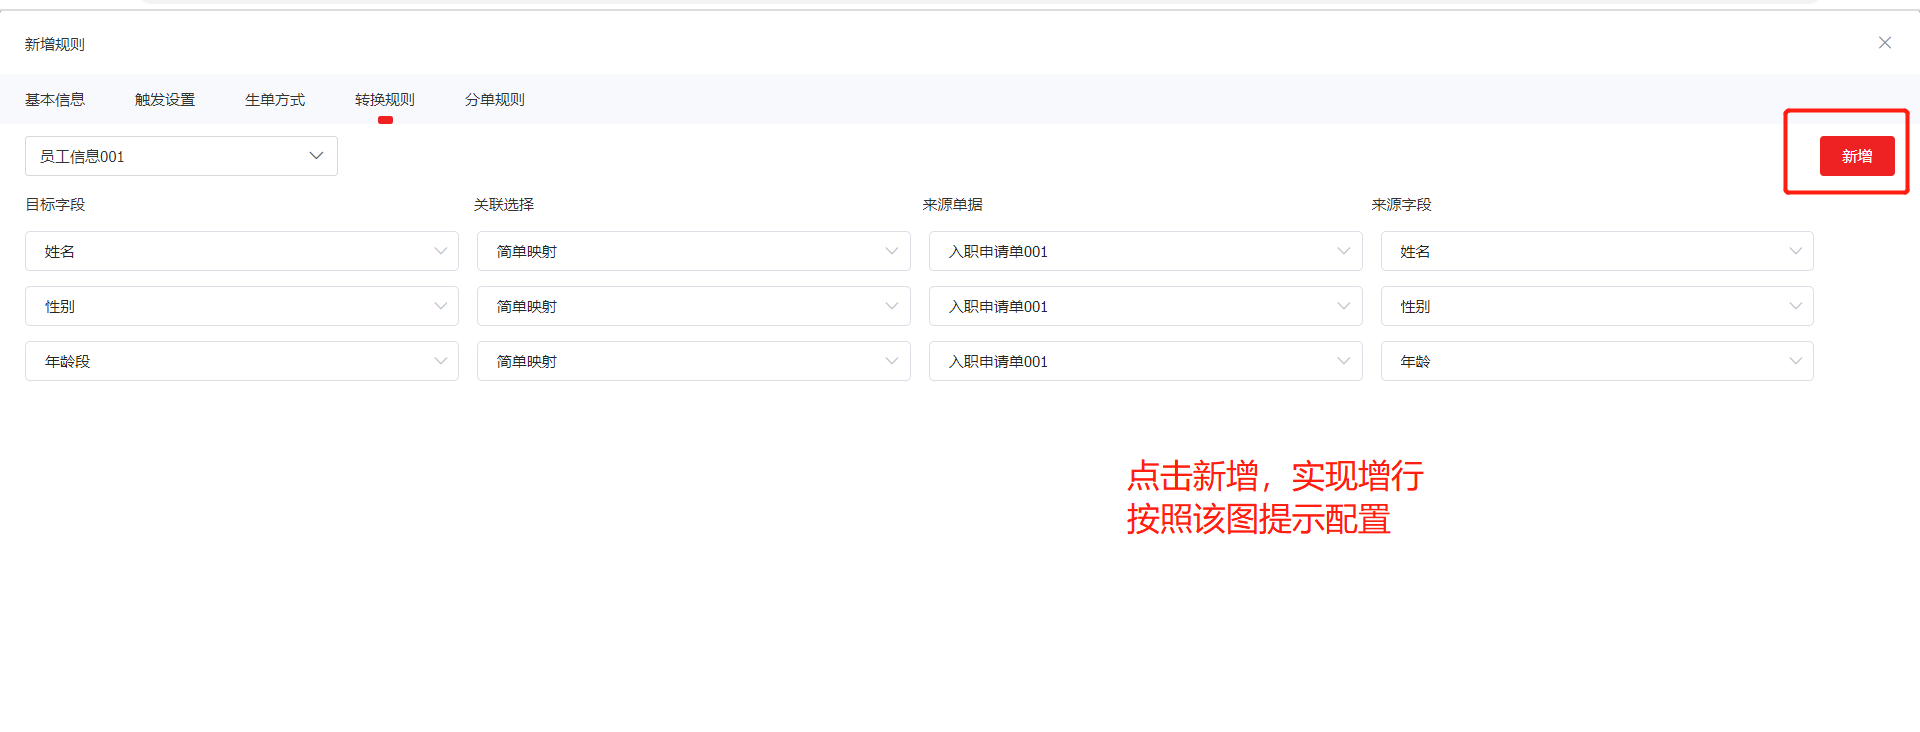 新增规则
基本信息 触发设置 生单方式 转换规则 分单规则
员工信息001 新增
目标字段 关联选择 来源单据 来源字段
姓名 简单映射 入职申请单001 姓名
性别 简单映射 入职申请单001 性别
年龄段 简单映射 入职申请单001 年龄
点击新增，实现增行
按照该图提示配置